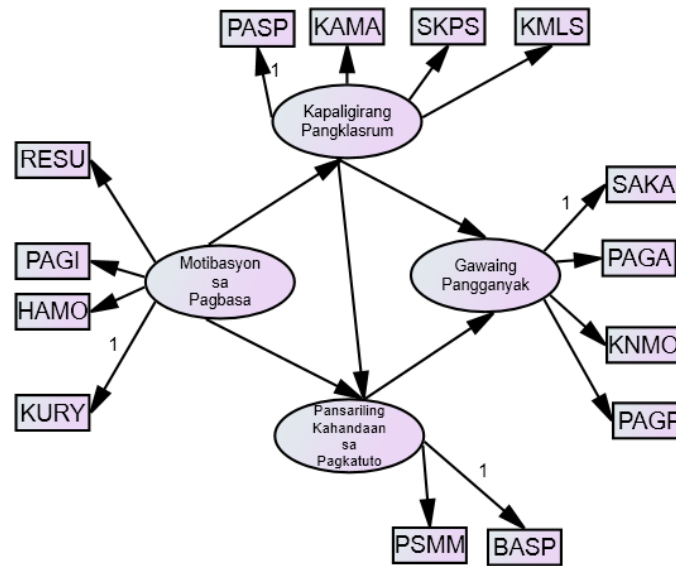 PASP
KAMA
SKPS
KMLS
1
Kapaligirang
Pangklasrum
RESU
PAGI
HAMO
1
KURY
Motibasyon
sa
Pagbasa
Gawaing
Pangganyak
1
SAKA
PAGA
KNMO
PAGP
Pansariling
Kahandaan
sa
Pagkatuto
1
PSMM
BASP